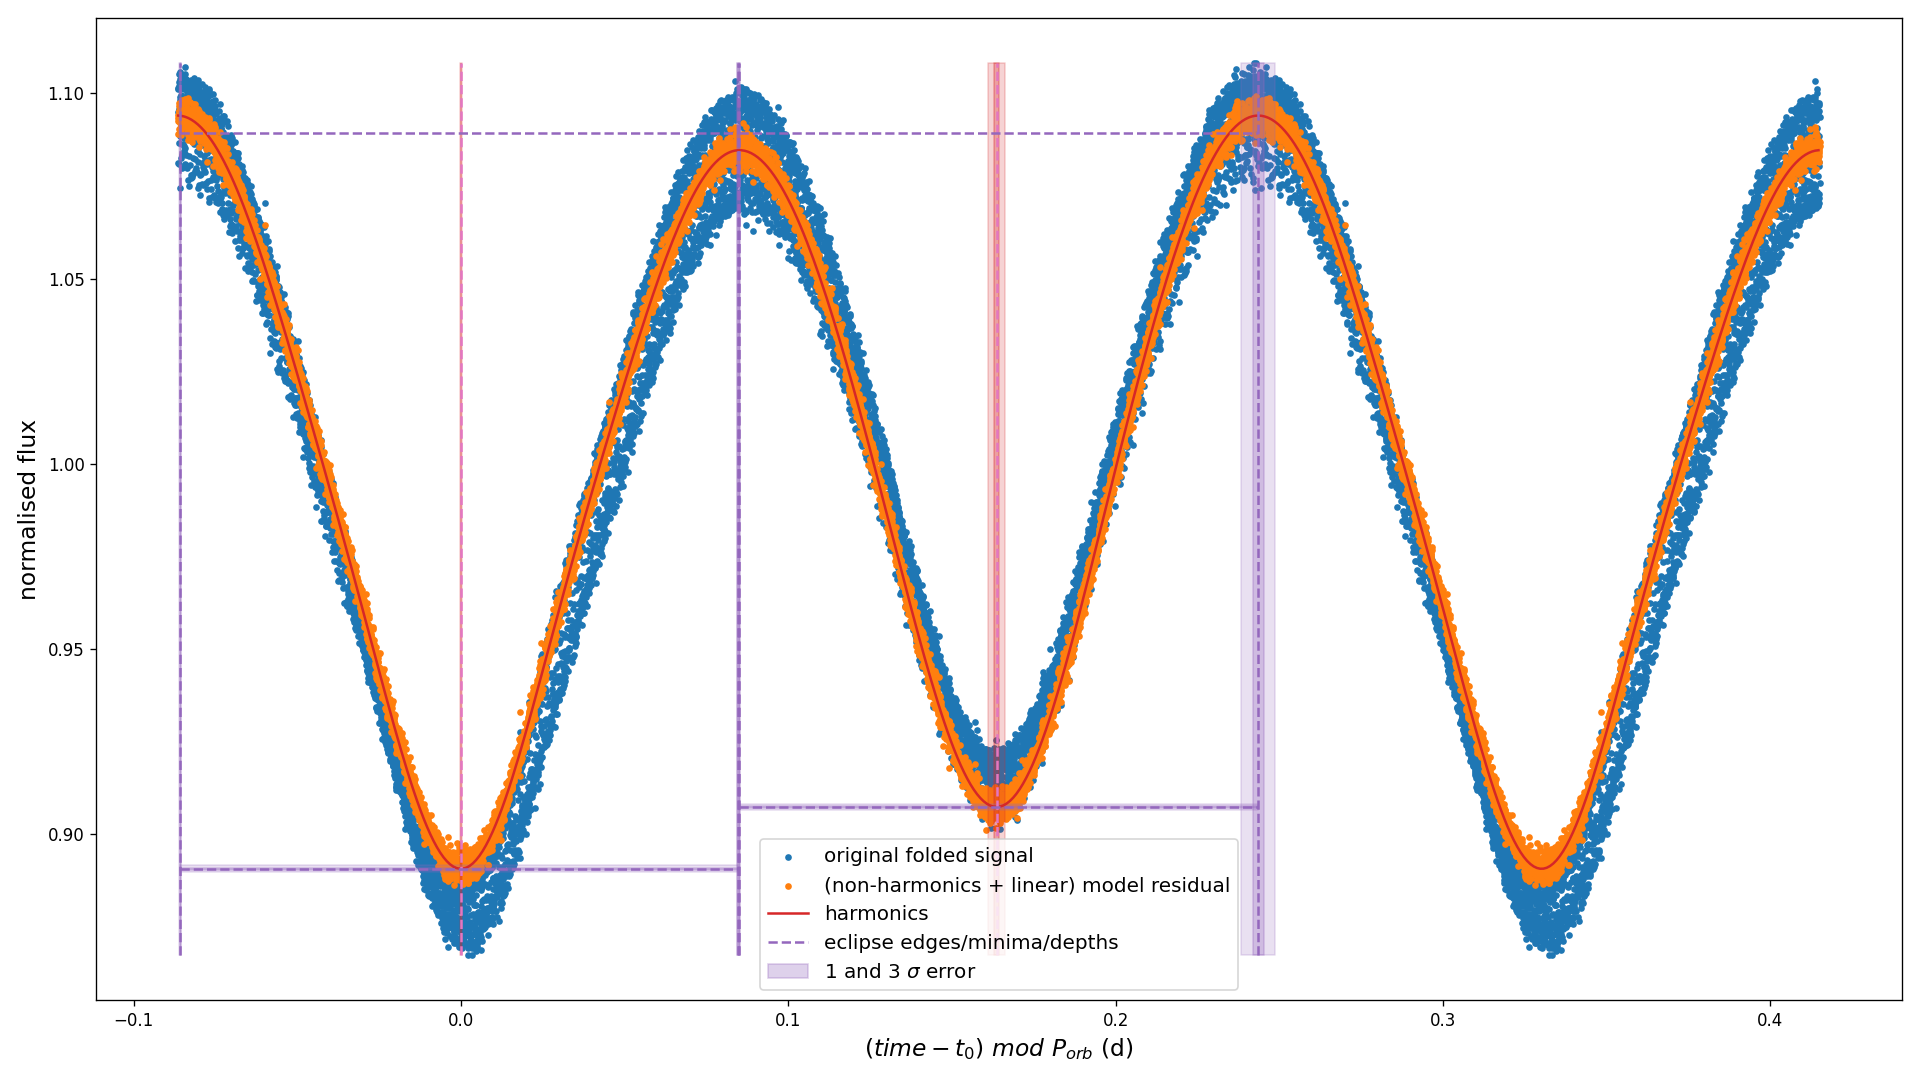 1.10
1.05
1.00
0.95
0.90
normalised flux
original folded signal
(non-harmonics + linear) model residual
harmonics
eclipse edges/minima/depths
1 and 3 σ error
−0.1 0.0 0.1 0.2 0.3 0.4
(time − t₀) mod Pₒᵣb (d)